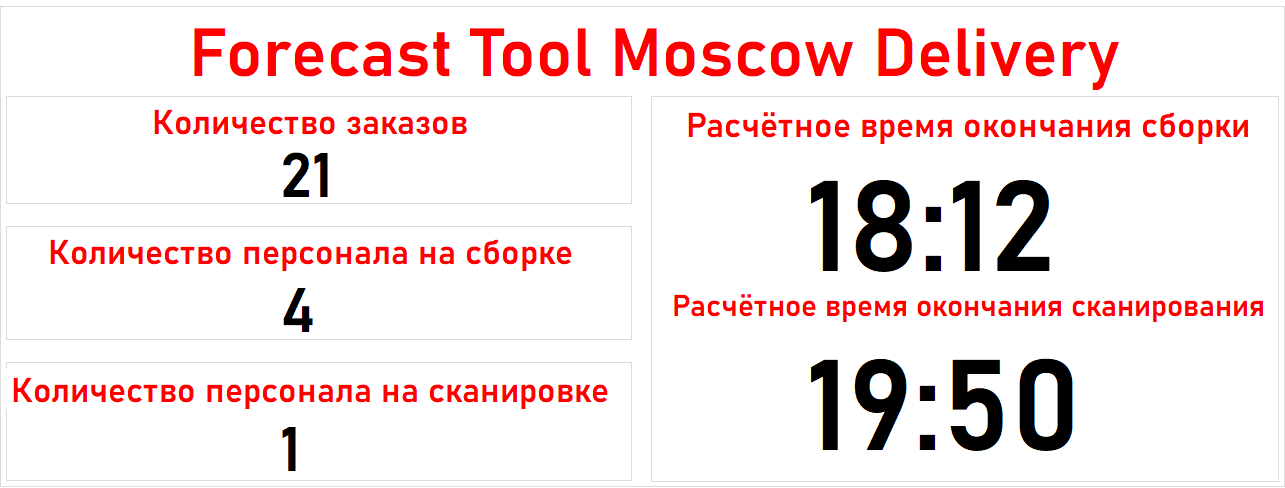 Forecast Tool Moscow Delivery
Количество заказов
21
Количество персонала на сборке
4
Количество персонала на сканировке
1
Расчётное время окончания сборки
18:12
Расчётное время окончания сканирования
19:50